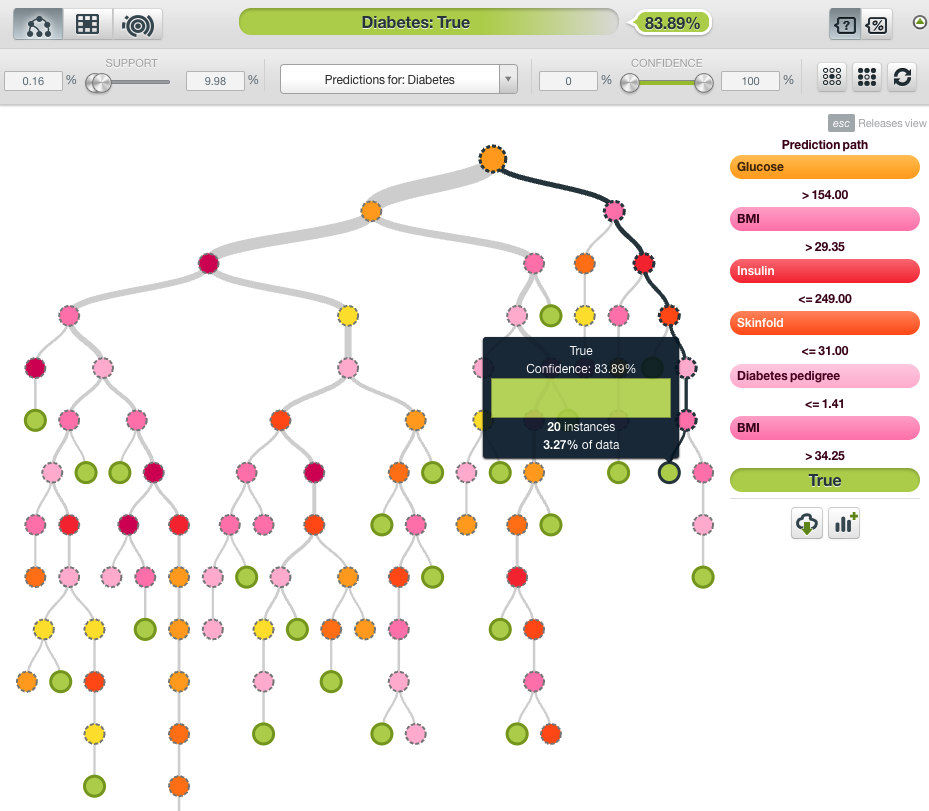 Diabetes: True
83.89%
?
%
SUPPORT
CONFIDENCE
0.16 %
9.98 %
Predictions for: Diabetes
0 %
100 %
esc Releases view
Prediction path
Glucose
> 154.00
BMI
> 29.35
Insulin
<= 249.00
Skinfold
<= 31.00
Diabetes pedigree
<= 1.41
BMI
> 34.25
True
True
Confidence: 83.89%
20 instances
3.27% of data